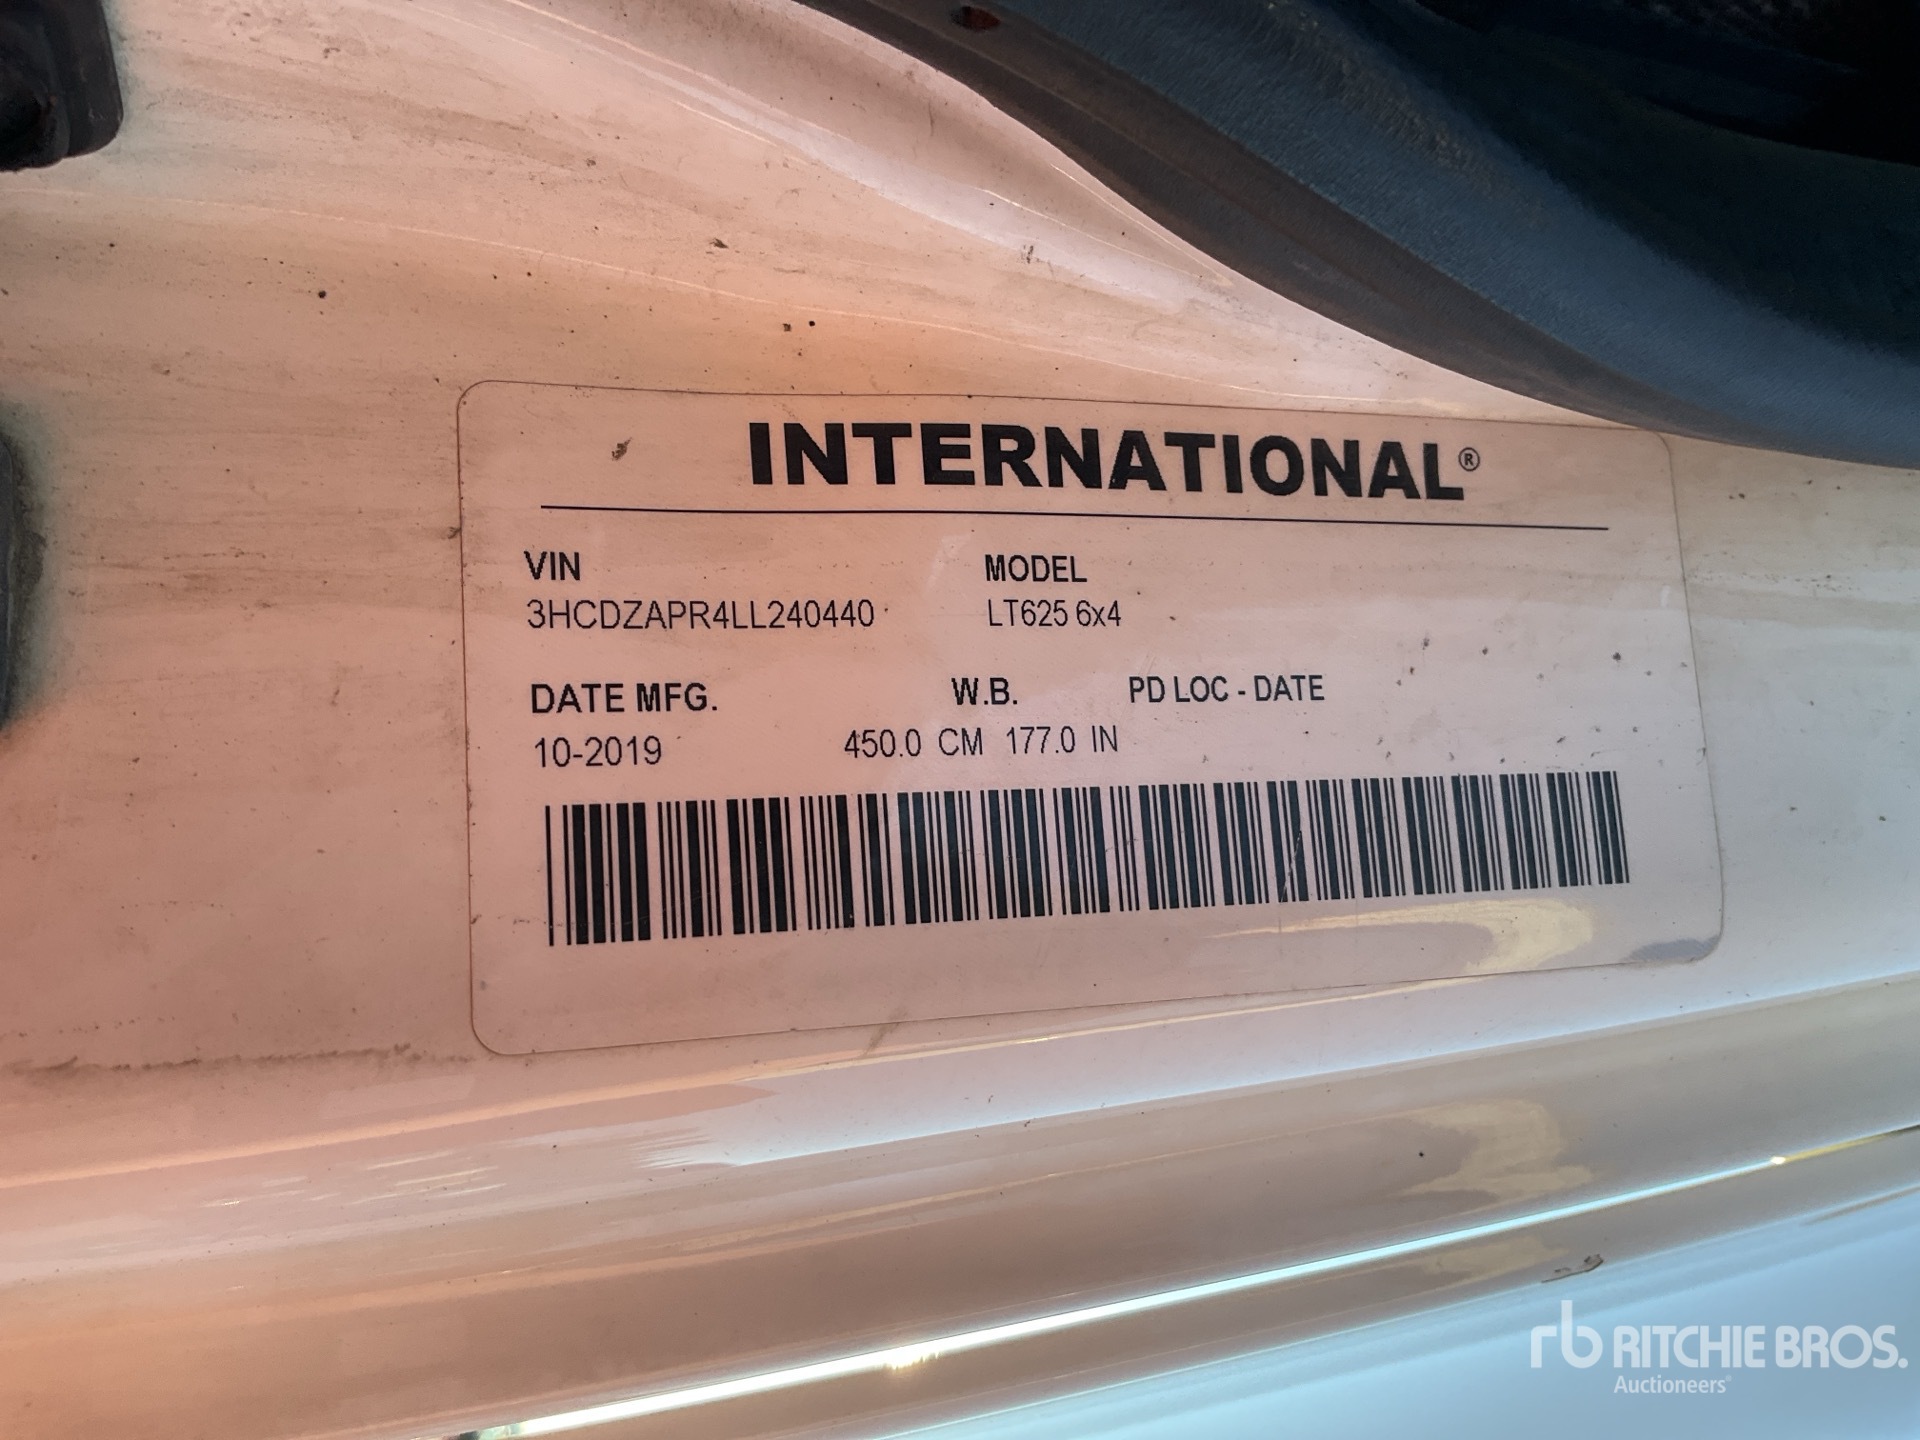 INTERNATIONAL®
VIN MODEL
3HCDZAPR4LL240440 LT625 6x4
DATE MFG. W.B. PD LOC - DATE
10-2019 450.0 CM 177.0 IN
rb RITCHIE BROS.
Auctioneers